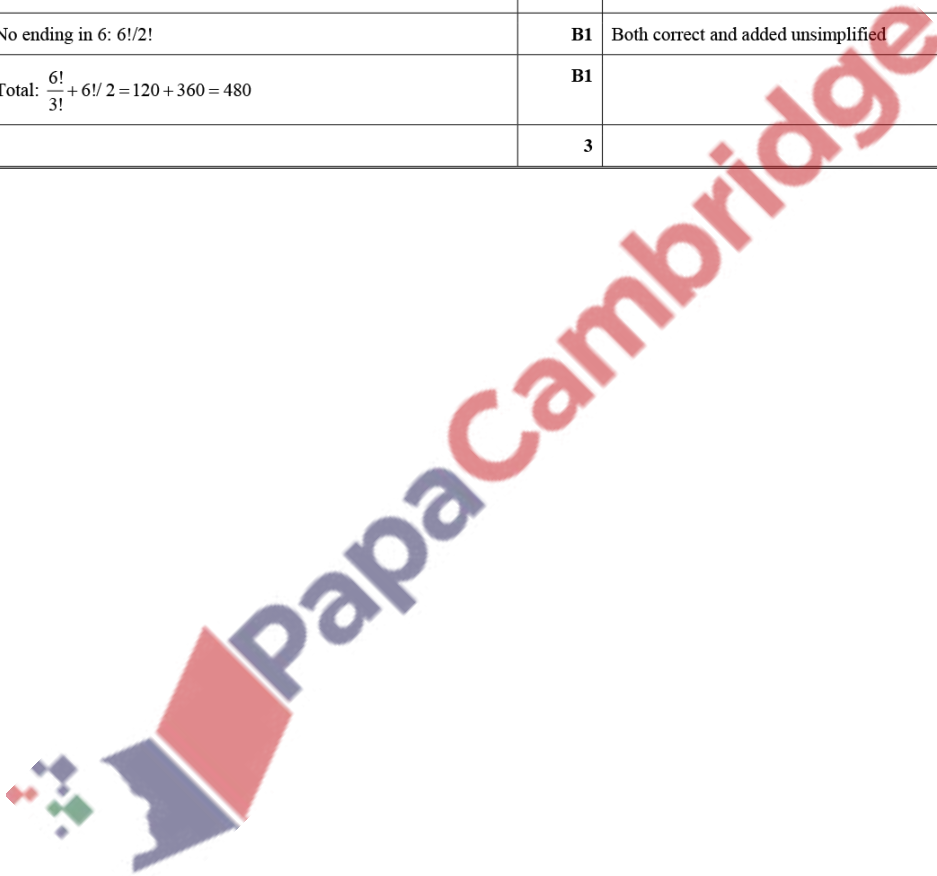 No ending in 6: 6!/2! B1 Both correct and added unsimplified
Total: 6!/3! + 6!/ 2 = 120 + 360 = 480 B1
3
PapaCambridge